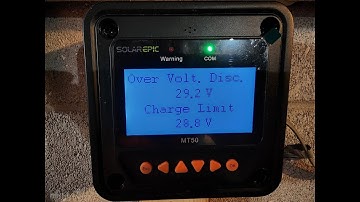 SOLAREPIC
Warning COM
Over Volt. Disc.
29.2 V
Charge Limit
28.8 V
MT50